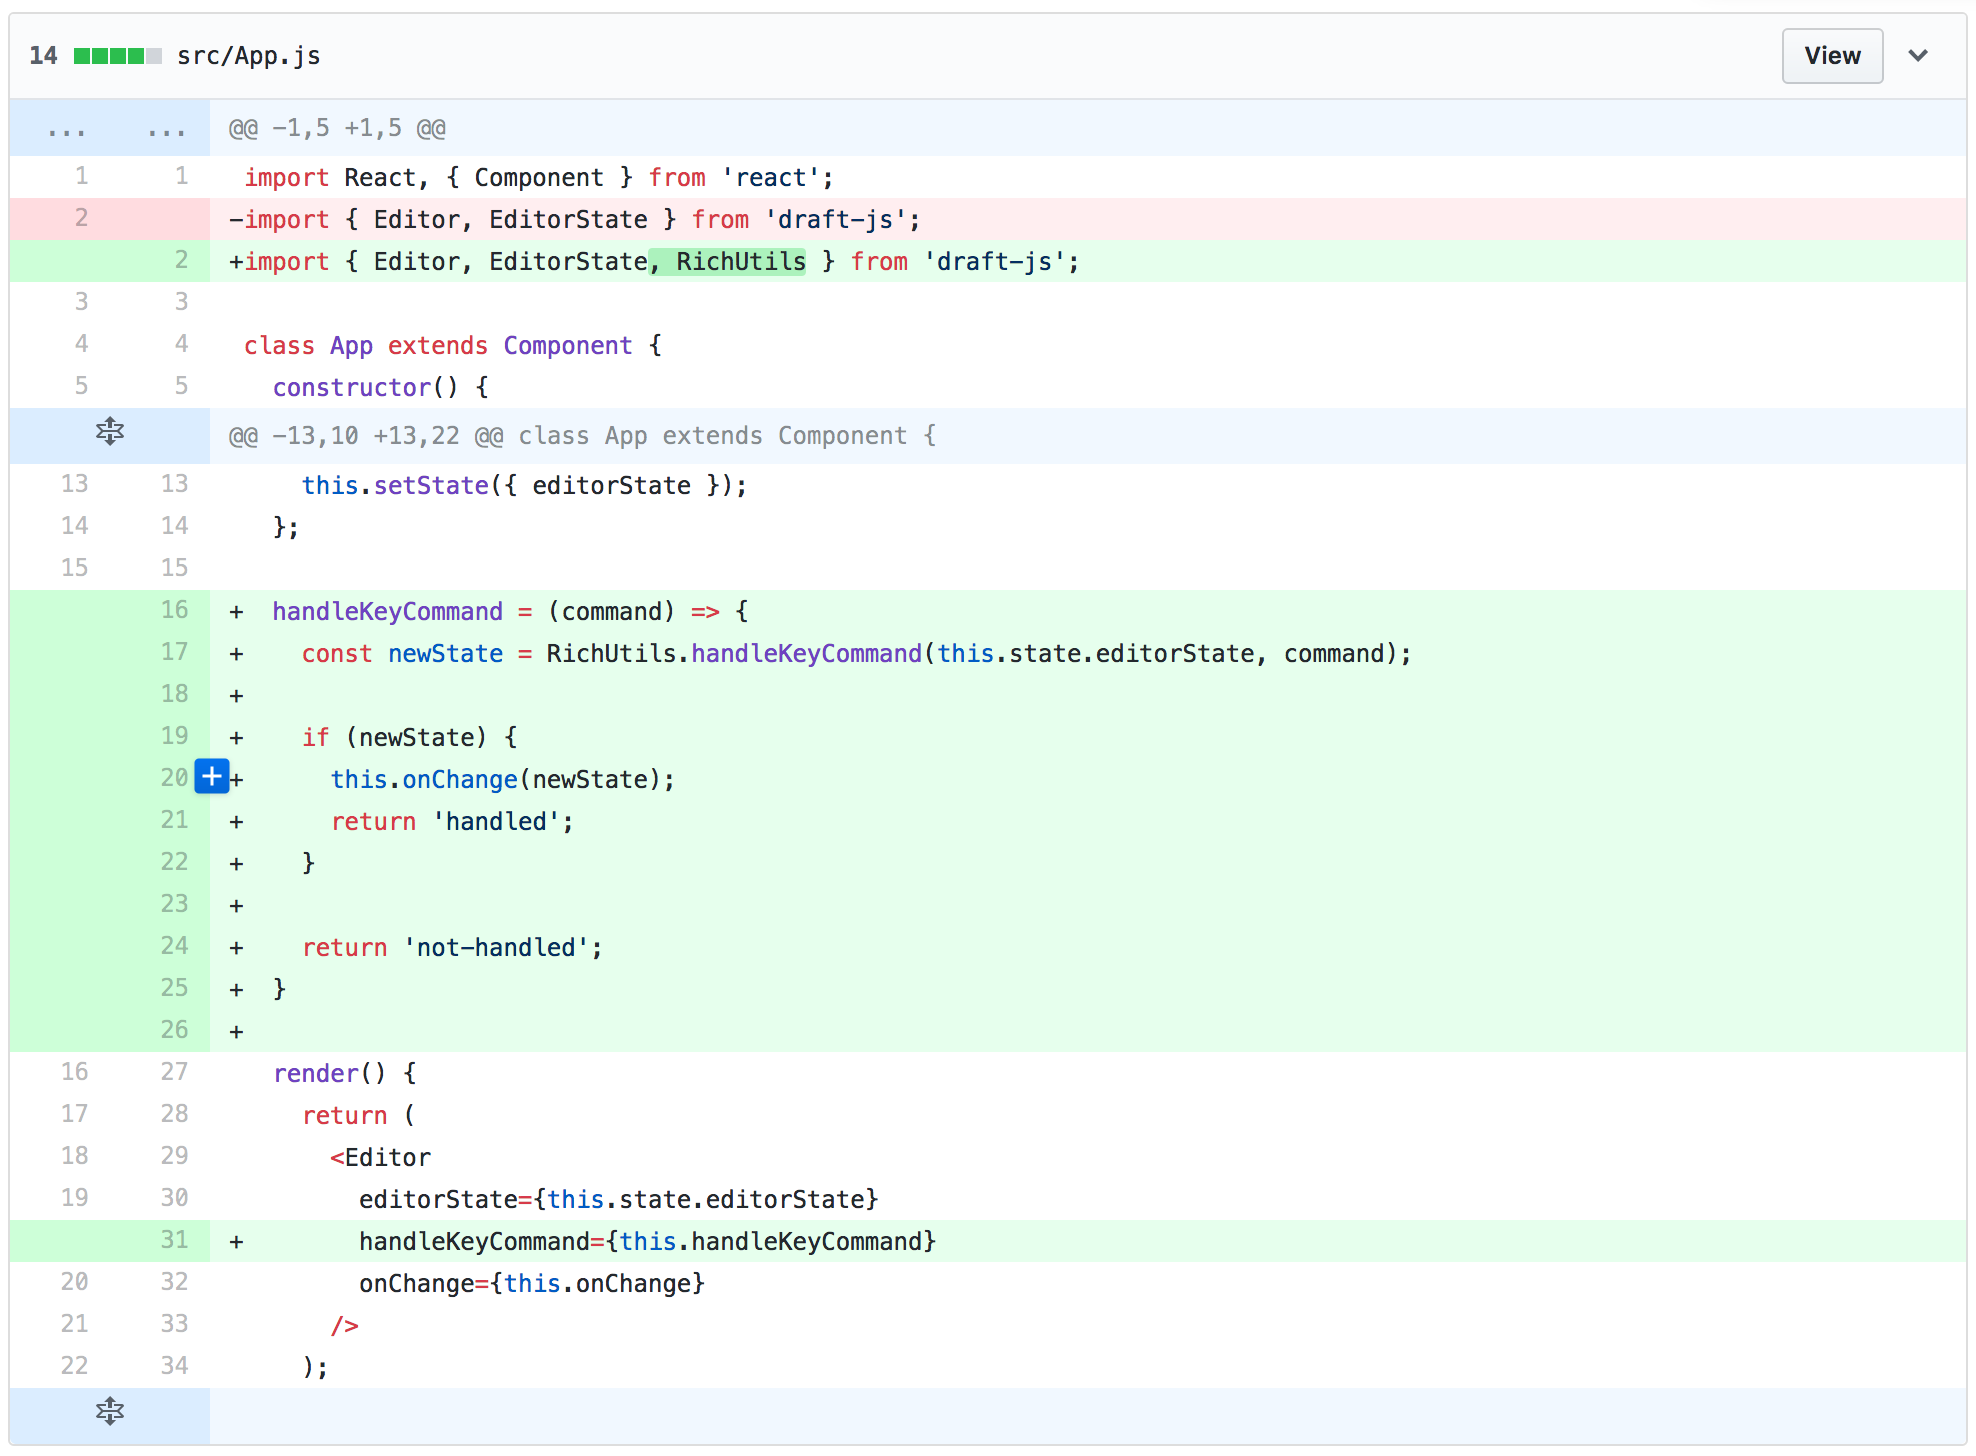 14 src/App.js View
... ... @@ -1,5 +1,5 @@
1 1 import React, { Component } from 'react';
2 -import { Editor, EditorState } from 'draft-js';
2 +import { Editor, EditorState, RichUtils } from 'draft-js';
3 3
4 4 class App extends Component {
5 5 constructor() {
@@ -13,10 +13,22 @@ class App extends Component {
13 13 this.setState({ editorState });
14 14 };
15 15
16 + handleKeyCommand = (command) => {
17 + const newState = RichUtils.handleKeyCommand(this.state.editorState, command);
18 +
19 + if (newState) {
20 + + this.onChange(newState);
21 + return 'handled';
22 + }
23 +
24 + return 'not-handled';
25 + }
26 +
16 27 render() {
17 28 return (
18 29 <Editor
19 30 editorState={this.state.editorState}
31 + handleKeyCommand={this.handleKeyCommand}
20 32 onChange={this.onChange}
21 33 />
22 34 );